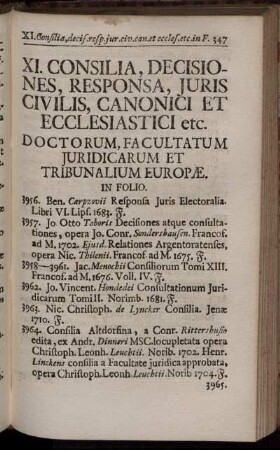 XI. Consilia, decis. resp. jur. civ. can. et eccles. etc. in F. 347
XI. CONSILIA, DECISIO-
NES, RESPONSA, JURIS
CIVILIS, CANONICI ET
ECCLESIASTICI etc.
DOCTORUM, FACULTATUM
JURIDICARUM ET
TRIBUNALIUM EUROPÆ,
IN FOLIO.
3956. Ben. Carpzovii Responsa Juris Electoralia.
Libri VI. Lips. 1683. F.
3957. Jo Otto Taboris Decisiones atque consulta-
tiones, opera Jo. Conr. Sondershausen. Francof.
ad M. 1702. Ejusd. Relationes Argentoratenses,
opera Nic. Thilenii. Francof. ad M. 1675. F.
3958—3961. Jac. Menochii Consiliorum Tomi XIII.
Francof. ad M. 1676. Voll. IV. F.
3962. Jo. Vincent. Hondedei Consultationum Juri-
dicarum Tomi II. Norimb. 1681. F.
3963. Nic. Christoph. de Lyncker Consilia. Jenæ
1710. F.
3964. Consilia Altdorfina, a Conr. Rittershusio
edita, ex Andr. Dinneri MSC. locupletata opera
Christoph. Leonh. Leuchtii. Norib. 1702. Henr.
Linckens consilia a Facultate juridica approbata,
opera Christoph. Leonh. Leuchtii. Norib 1704. F.
3965.